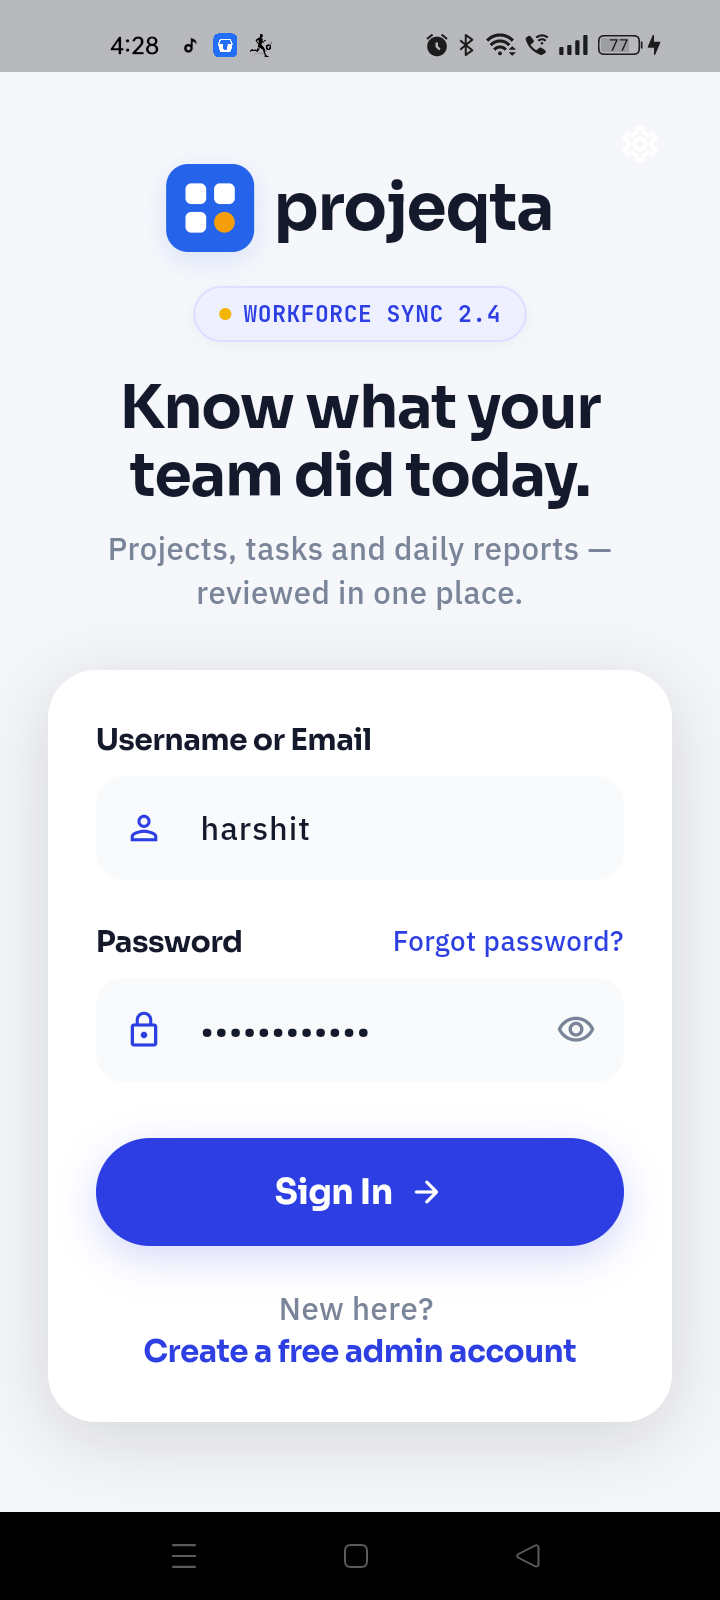 4:28
77
projeqta
WORKFORCE SYNC 2.4
Know what your
team did today.
Projects, tasks and daily reports —
reviewed in one place.
Username or Email
harshit
Password
Forgot password?
••••••••••••
Sign In →
New here?
Create a free admin account